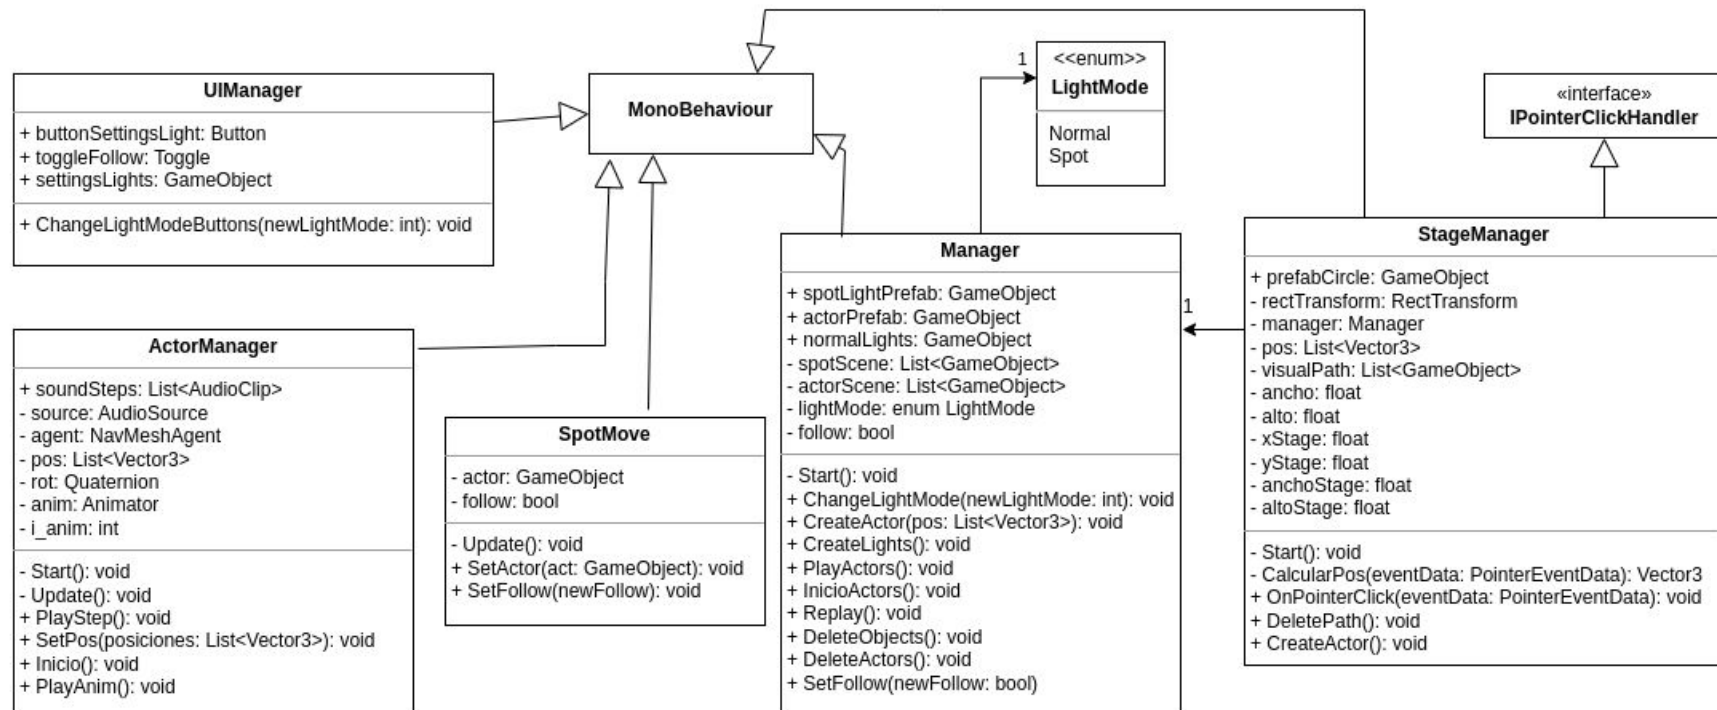 UIManager
+ buttonSettingsLight: Button
+ toggleFollow: Toggle
+ settingsLights: GameObject
+ ChangeLightModeButtons(newLightMode: int): void
MonoBehaviour
1
<<enum>>
LightMode
Normal
Spot
«interface»
IPointerClickHandler
ActorManager
+ soundSteps: List<AudioClip>
- source: AudioSource
- agent: NavMeshAgent
- pos: List<Vector3>
- rot: Quaternion
- anim: Animator
- i_anim: int
- Start(): void
- Update(): void
+ PlayStep(): void
+ SetPos(posiciones: List<Vector3>): void
+ Inicio(): void
+ PlayAnim(): void
SpotMove
- actor: GameObject
- follow: bool
- Update(): void
+ SetActor(act: GameObject): void
+ SetFollow(newFollow): void
Manager
+ spotLightPrefab: GameObject
+ actorPrefab: GameObject
+ normalLights: GameObject
- spotScene: List<GameObject>
- actorScene: List<GameObject>
- lightMode: enum LightMode
- follow: bool
- Start(): void
+ ChangeLightMode(newLightMode: int): void
+ CreateActor(pos: List<Vector3>): void
+ CreateLights(): void
+ PlayActors(): void
+ InicioActors(): void
+ Replay(): void
+ DeleteObjects(): void
+ DeleteActors(): void
+ SetFollow(newFollow: bool)
1
StageManager
+ prefabCircle: GameObject
- rectTransform: RectTransform
- manager: Manager
- pos: List<Vector3>
- visualPath: List<GameObject>
- ancho: float
- alto: float
- xStage: float
- yStage: float
- anchoStage: float
- altoStage: float
- Start(): void
- CalcularPos(eventData: PointerEventData): Vector3
+ OnPointerClick(eventData: PointerEventData): void
+ DeletePath(): void
+ CreateActor(): void